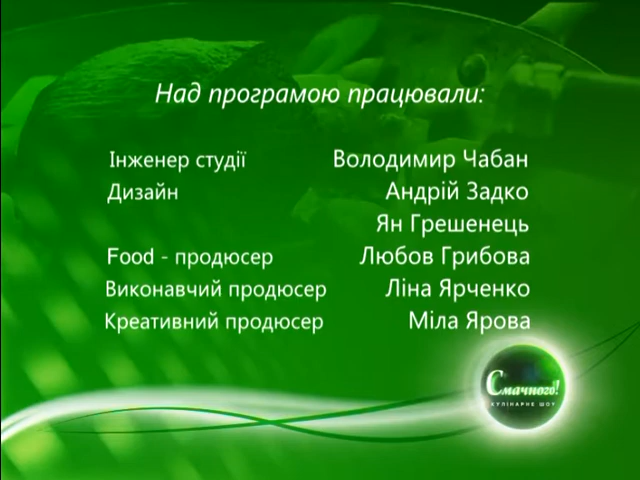 Над програмою працювали:
Інженер студії Володимир Чабан
Дизайн Андрій Задко
Ян Грешенець
Food - продюсер Любов Грибова
Виконавчий продюсер Ліна Ярченко
Креативний продюсер Міла Ярова
Смачного!
КУЛІНАРНЕ ШОУ